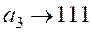 a₃ → 111